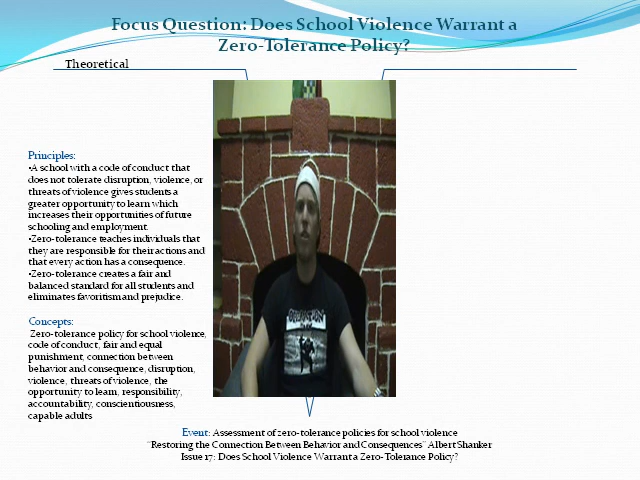 Focus Question: Does School Violence Warrant a
Zero-Tolerance Policy?
Theoretical
Principles:
•A school with a code of conduct that
does not tolerate disruption, violence, or
threats of violence gives students a
greater opportunity to learn which
increases their opportunities of future
schooling and employment.
•Zero-tolerance teaches individuals that
they are responsible for their actions and
that every action has a consequence.
•Zero-tolerance creates a fair and
balanced standard for all students and
eliminates favoritism and prejudice.
Concepts:
Zero-tolerance policy for school violence,
code of conduct, fair and equal
punishment, connection between
behavior and consequence, disruption,
violence, threats of violence, the
opportunity to learn, responsibility,
accountability, conscientiousness,
capable adults
Event: Assessment of zero-tolerance policies for school violence
“Restoring the Connection Between Behavior and Consequences” Albert Shanker
Issue 17: Does School Violence Warrant a Zero-Tolerance Policy?